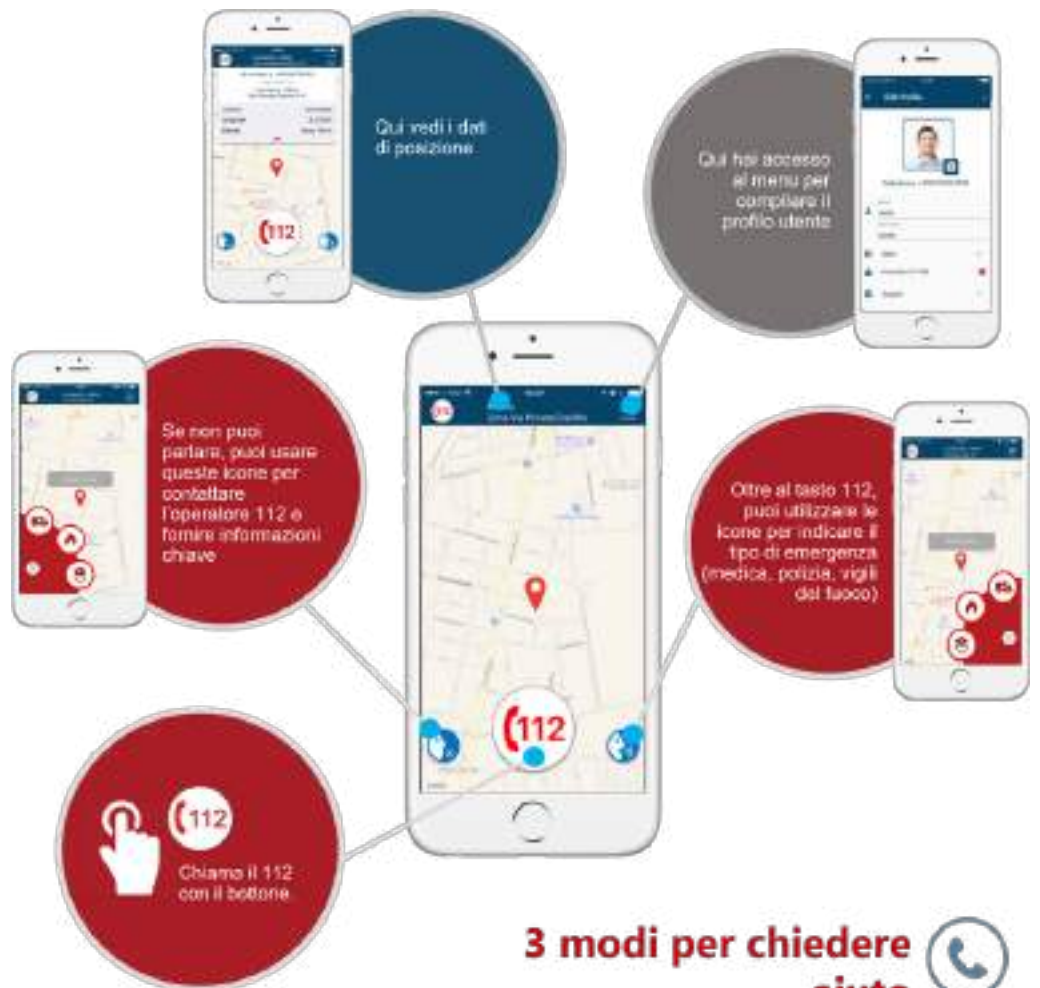 Qui vedi i dati
di posizione
Qui hai accesso
al menu per
compilare il
profilo utente
Se non puoi
parlare, puoi usare
queste icone per
contattare
l'operatore 112 e
fornire informazioni
chiave
Oltre al tasto 112,
puoi utilizzare le
icone per indicare il
tipo di emergenza
(medica, polizia, vigili
del fuoco)
112
112
112
Chiama il 112
con il bottone.
3 modi per chiedere
aiuto